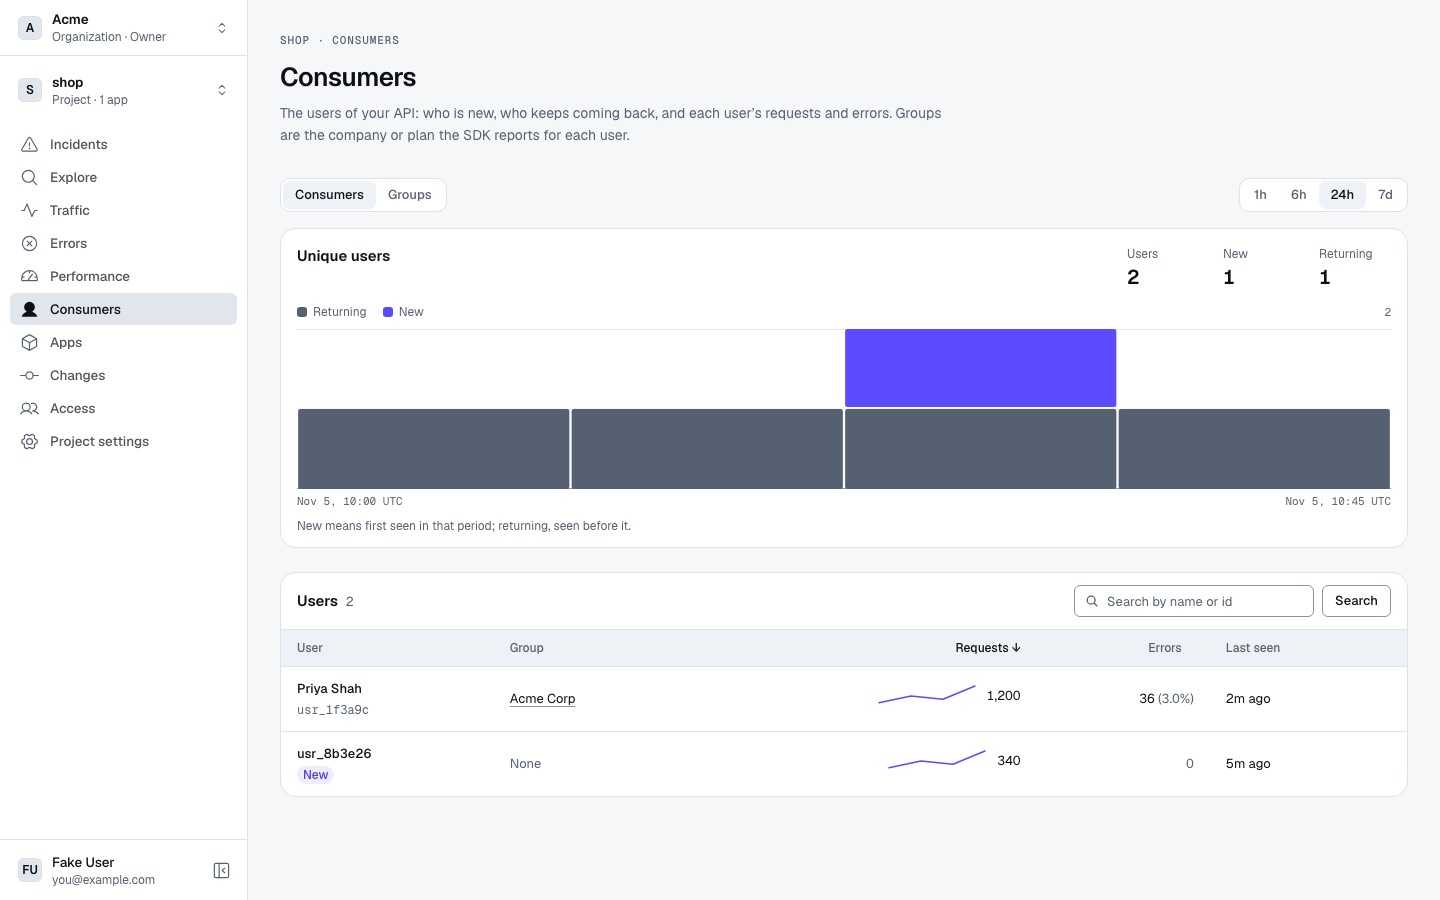 Acme
Organization · Owner
shop
Project · 1 app
Incidents
Explore
Traffic
Errors
Performance
Consumers
Apps
Changes
Access
Project settings
FU
Fake User
you@example.com
A
S
SHOP · CONSUMERS
Consumers
The users of your API: who is new, who keeps coming back, and each user's requests and errors. Groups
are the company or plan the SDK reports for each user.
Consumers Groups
1h 6h 24h 7d
Unique users
Users New Returning
2 1 1
Returning New 2
Nov 5, 10:00 UTC Nov 5, 10:45 UTC
New means first seen in that period; returning, seen before it.
Users 2
Search by name or id Search
User Group Requests ↓ Errors Last seen
Priya Shah
usr_1f3a9c
Acme Corp 1,200 36 (3.0%) 2m ago
usr_8b3e26
New
None 340 0 5m ago